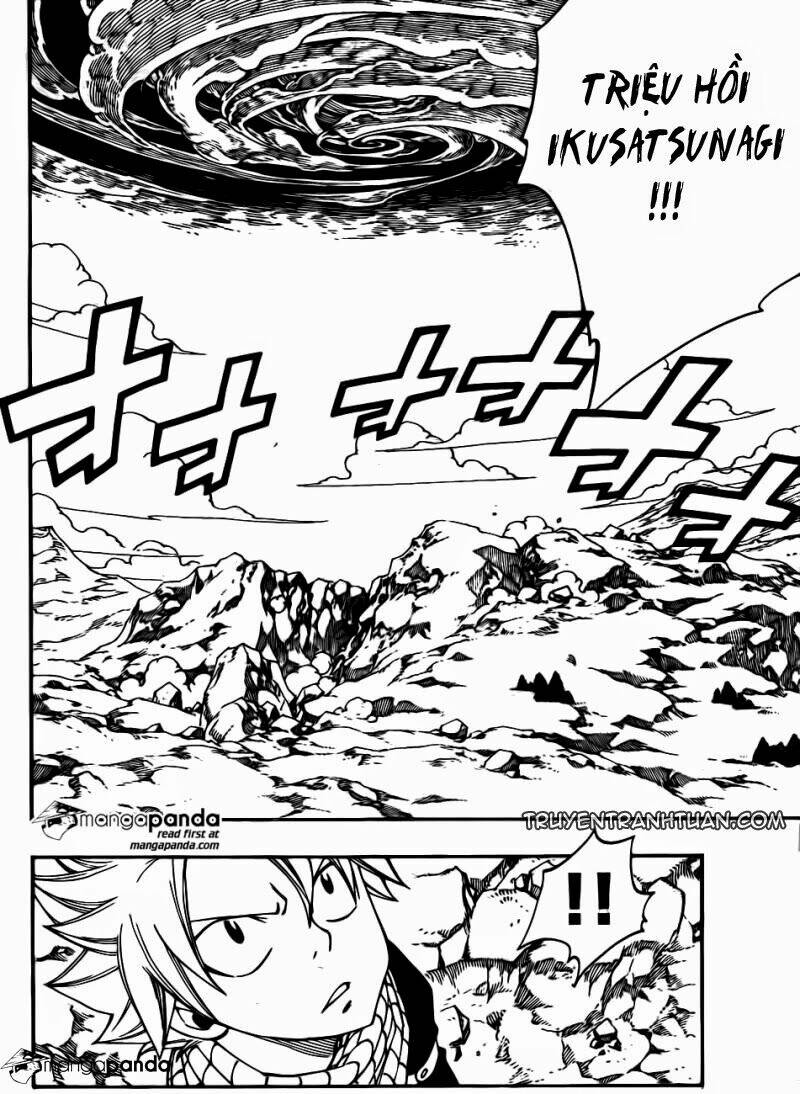 TRIỆU HỒI
IKUSATSUNAGI
!!!
オオ オオ オオ
mangapanda
read first at
mangapanda.com
TRUYENTRANHTUAN.COM
!!
mangapanda